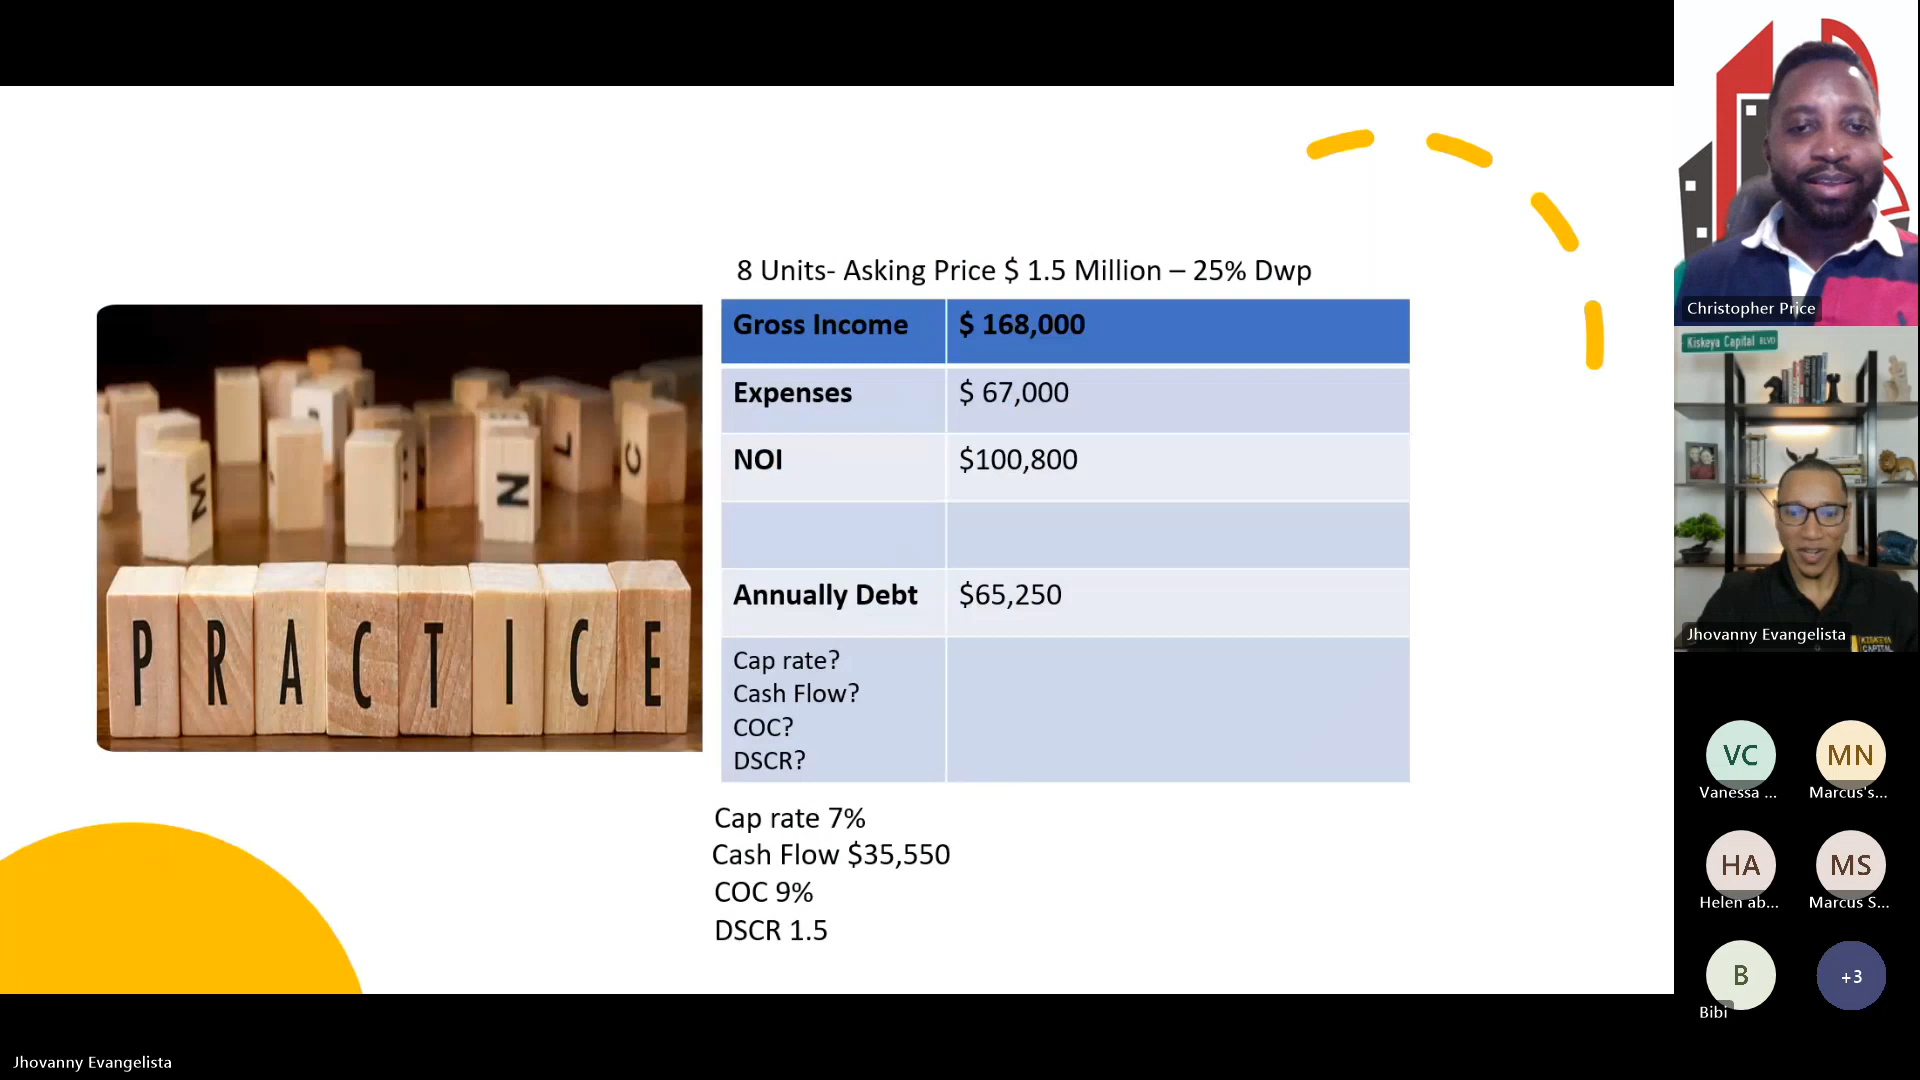 8 Units- Asking Price $ 1.5 Million – 25% Dwp
Gross Income $ 168,000
Expenses $ 67,000
NOI $100,800
Annually Debt $65,250
Cap rate?
Cash Flow?
COC?
DSCR?
Cap rate 7%
Cash Flow $35,550
COC 9%
DSCR 1.5
M
N
L
C
PRACTICE
Christopher Price
Kiskeya Capital BLVD
Jhovanny Evangelista
KISKEYA
CAPITAL
VC
Vanessa ...
MN
Marcus's...
HA
Helen ab...
MS
Marcus S...
B
Bibi
+3
Jhovanny Evangelista